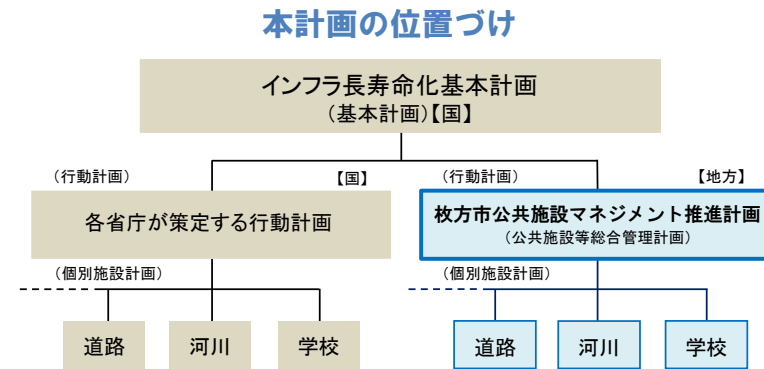 本計画の位置づけ
インフラ長寿命化基本計画
（基本計画）【国】
（行動計画）
【国】
（行動計画）
【地方】
各省庁が策定する行動計画
枚方市公共施設マネジメント推進計画
（公共施設等総合管理計画）
（個別施設計画）
（個別施設計画）
道路
河川
学校
道路
河川
学校